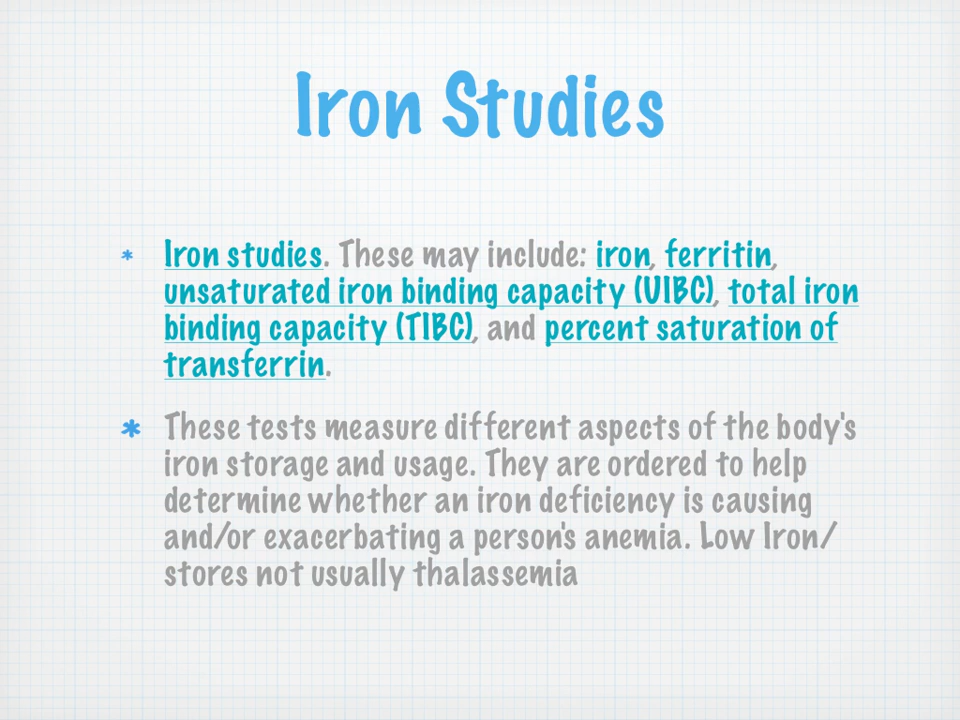 Iron Studies
* Iron studies. These may include: iron, ferritin,
unsaturated iron binding capacity (UIBC), total iron
binding capacity (TIBC), and percent saturation of
transferrin.
* These tests measure different aspects of the body's
iron storage and usage. They are ordered to help
determine whether an iron deficiency is causing
and/or exacerbating a person's anemia. Low Iron/
stores not usually thalassemia